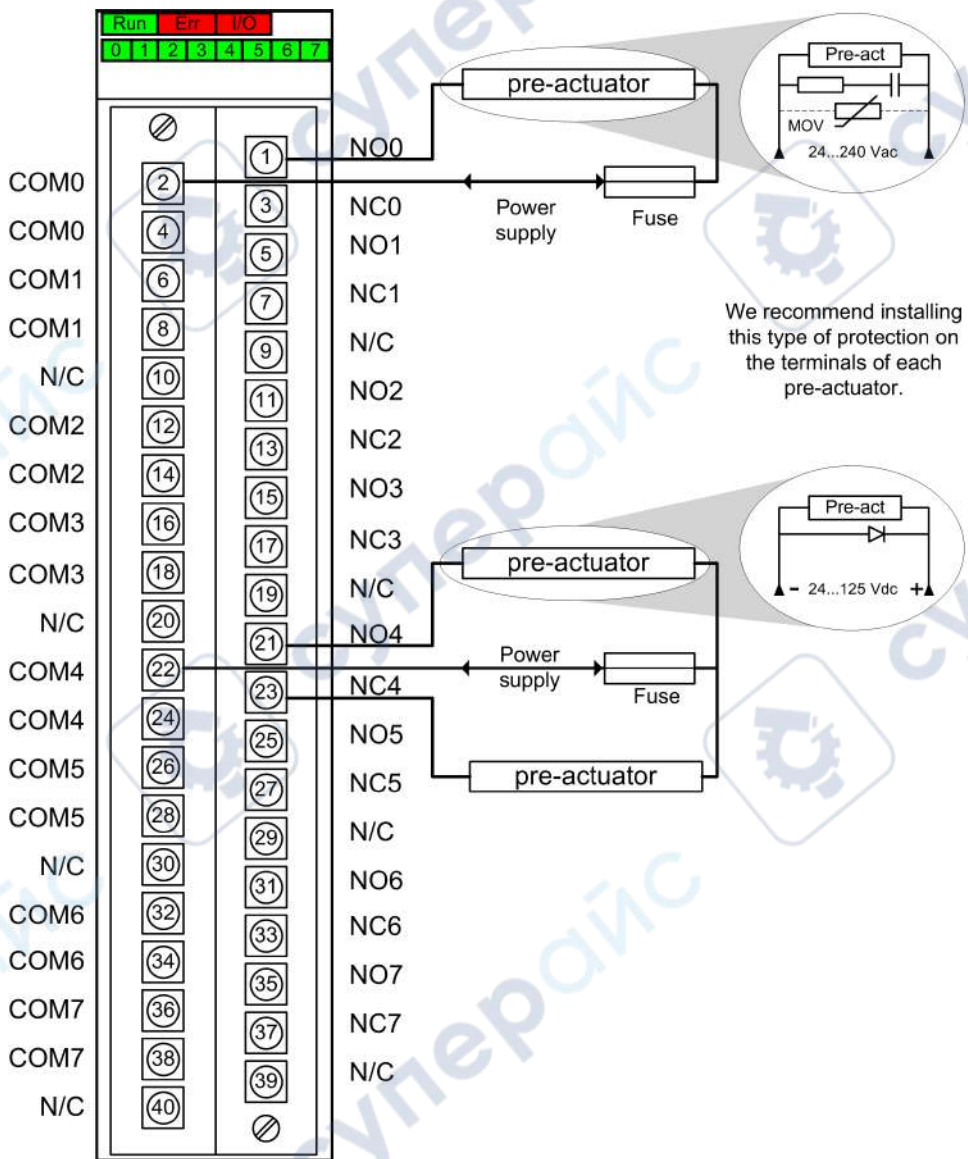 Run Err I/O
0 1 2 3 4 5 6 7
pre-actuator
Pre-act
MOV
24...240 Vac
1 NO0
COM0 2
3 NC0
Power
supply
Fuse
COM0 4
5 NO1
COM1 6
7 NC1
We recommend installing
this type of protection on
the terminals of each
pre-actuator.
COM1 8
9 N/C
N/C 10
11 NO2
COM2 12
13 NC2
COM2 14
15 NO3
COM3 16
17 NC3
pre-actuator
Pre-act
- 24...125 Vdc +
COM3 18
19 N/C
N/C 20
21 NO4
COM4 22
Power
supply
Fuse
23 NC4
COM4 24
25 NO5
COM5 26
27 NC5
pre-actuator
COM5 28
29 N/C
N/C 30
31 NO6
COM6 32
33 NC6
COM6 34
35 NO7
COM7 36
37 NC7
COM7 38
39 N/C
N/C 40
супер
айс
супер
айс
супер